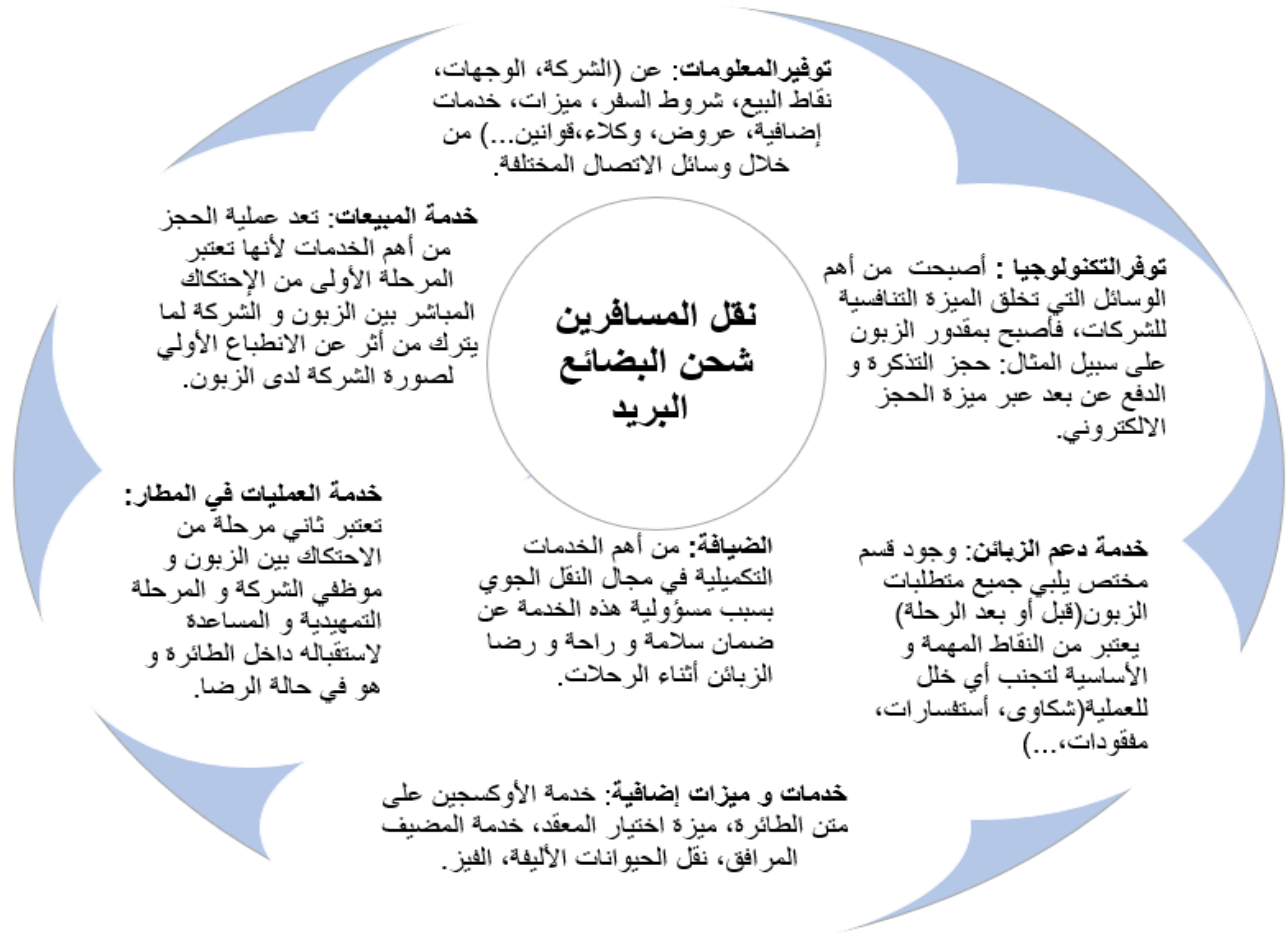 توفيرالمعلومات: عن (الشركة، الوجهات،
نقاط البيع، شروط السفر، ميزات، خدمات
إضافية، عروض، وكلاء،قوانين...) من
خلال وسائل الاتصال المختلفة.
توفرالتكنولوجيا : أصبحت من أهم
الوسائل التي تخلق الميزة التنافسية
للشركات، فأصبح بمقدور الزبون
على سبيل المثال: حجز التذكرة و
الدفع عن بعد عبر ميزة الحجز
الالكتروني.
نقل المسافرين
شحن البضائع
البريد
خدمة المبيعات: تعد عملية الحجز
من أهم الخدمات لأنها تعتبر
المرحلة الأولى من الإحتكاك
المباشر بين الزبون و الشركة لما
يترك من أثر عن الانطباع الأولي
لصورة الشركة لدى الزبون.
خدمة دعم الزبائن: وجود قسم
مختص يلبي جميع متطلبات
الزبون(قبل أو بعد الرحلة)
يعتبر من النقاط المهمة و
الأساسية لتجنب أي خلل
للعملية(شكاوى، أستفسارات،
مفقودات،...)
الضيافة: من أهم الخدمات
التكميلية في مجال النقل الجوي
بسبب مسؤولية هذه الخدمة عن
ضمان سلامة و راحة و رضا
الزبائن أثناء الرحلات.
خدمة العمليات في المطار:
تعتبر ثاني مرحلة من
الاحتكاك بين الزبون و
موظفي الشركة و المرحلة
التمهيدية و المساعدة
لاستقباله داخل الطائرة و
هو في حالة الرضا.
خدمات و ميزات إضافية: خدمة الأوكسجين على
متن الطائرة، ميزة اختيار المعقد، خدمة المضيف
المرافق، نقل الحيوانات الأليفة، الفيز.